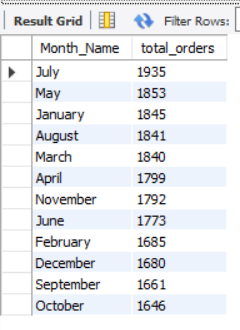 Result Grid Filter Rows:
Month_Name total_orders
July 1935
May 1853
January 1845
August 1841
March 1840
April 1799
November 1792
June 1773
February 1685
December 1680
September 1661
October 1646